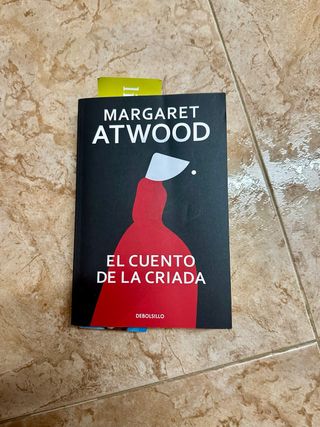 MARGARET
ATWOOD
EL CUENTO
DE LA CRIADA
DEBOLSILLO